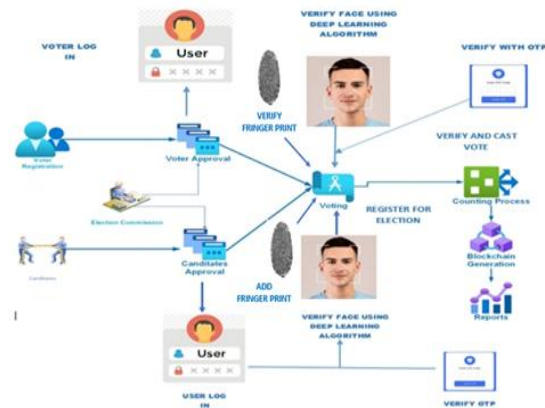 VERIFY FACE USING
DEEP LEARNING
ALGORITHM
VOTER LOG
IN
User
VERIFY WITH OTP
VERIFY
FRINGER PRINT
VERIFY AND CAST
VOTE
Voter
Registration
Voter Approval
Election Commission
Voting
REGISTER FOR
ELECTION
Counting Process
Candidates
Approval
ADD
FRINGER PRINT
Blockchain
Generation
Reports
VERIFY FACE USING
DEEP LEARNING
ALGORITHM
User
USER LOG
IN
VERIFY OTP